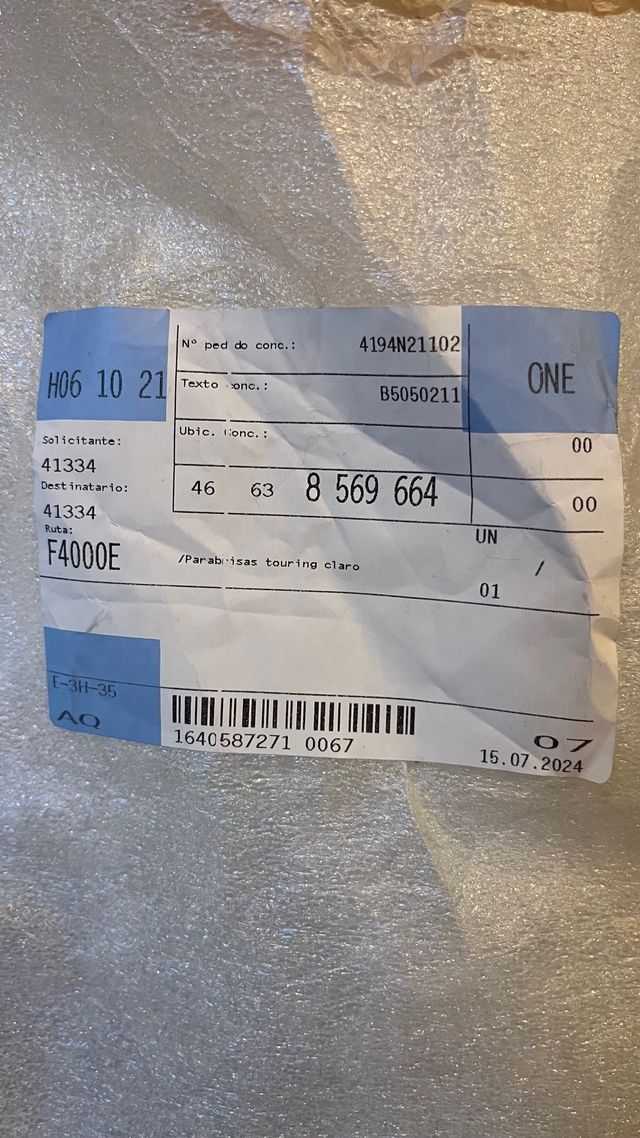 H06 10 21
Nº ped do conc.: 4194N21102
ONE
Texto conc.: B5050211
Ubic. conc.:
00
Solicitante:
41334
46 63 8 569 664
00
Destinatario:
41334
Ruta:
F4000E
/Parabrisas touring claro
UN
/
01
E-3H-35
AQ
1640587271 0067
07
15.07.2024